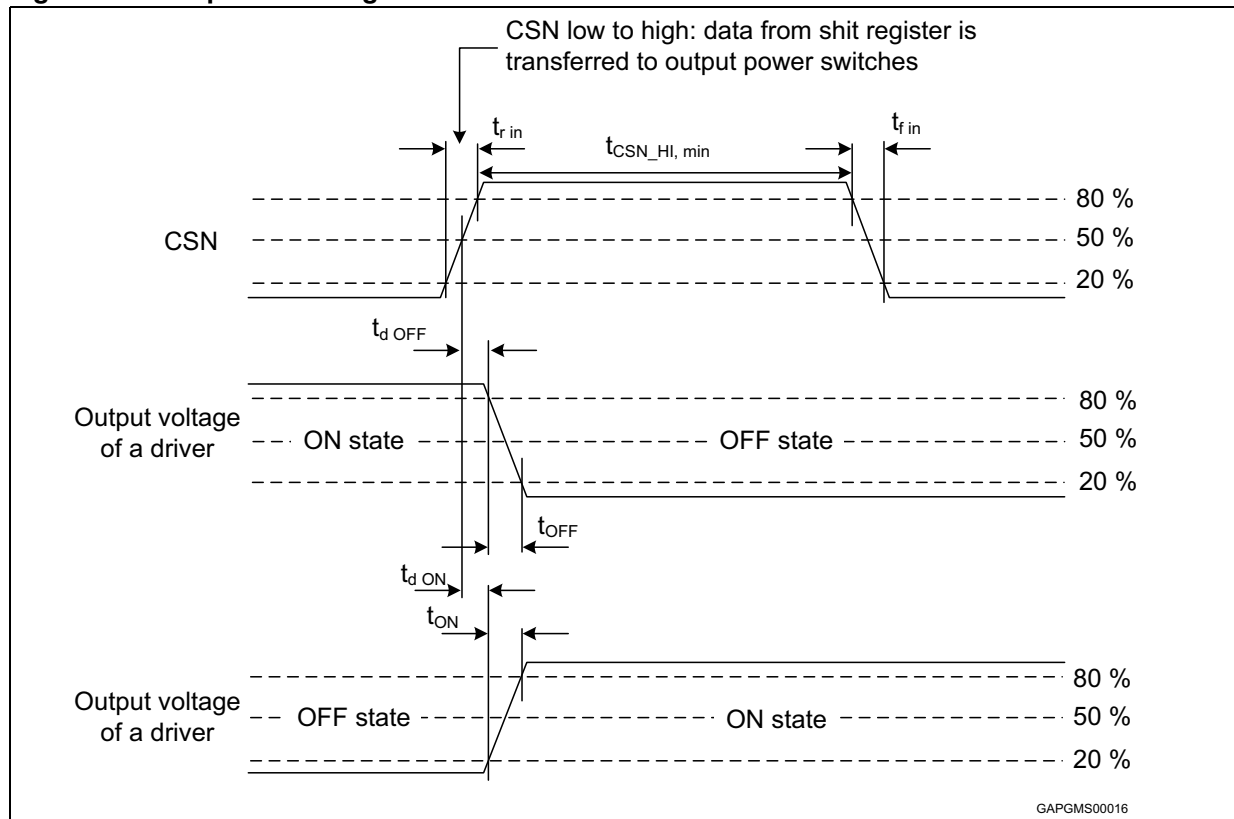 CSN low to high: data from shit register is
transferred to output power switches
tr in
tCSN_HI, min
tf in
80 %
CSN
50 %
20 %
td OFF
80 %
Output voltage
of a driver
ON state
OFF state
50 %
20 %
tOFF
td ON
tON
80 %
Output voltage
of a driver
OFF state
ON state
50 %
20 %
GAPGMS00016